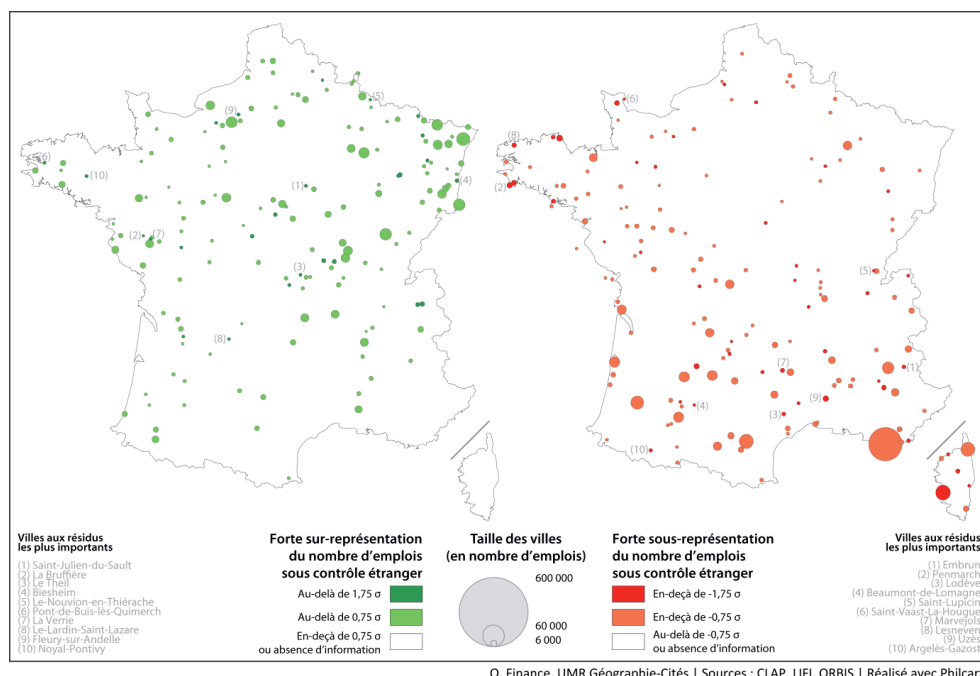 (5)
(9)
(6)
(10)
(4)
(1)
(2)
(7)
(3)
(8)
(6)
(8)
(2)
(5)
(1)
(7)
(9)
(4)
(3)
(10)
Villes aux résidus
les plus importants
(1) Saint-Julien-du-Sault
(2) La Bruffière
(3) Le Theil
(4) Biesheim
(5) Le-Nouvion-en-Thiérache
(6) Pont-de-Buis-lès-Quimerch
(7) La Verrie
(8) Le-Lardin-Saint-Lazare
(9) Fleury-sur-Andelle
(10) Noyal-Pontivy
Forte sur-représentation
du nombre d'emplois
sous contrôle étranger
Au-delà de 1,75 σ
Au-delà de 0,75 σ
En-deçà de 0,75 σ
ou absence d'information
Taille des villes
(en nombre d'emplois)
600 000
60 000
6 000
Forte sous-représentation
du nombre d'emplois
sous contrôle étranger
En-deçà de -1,75 σ
En-deçà de -0,75 σ
Au-delà de -0,75 σ
ou absence d'information
Villes aux résidus
les plus importants
(1) Embrun
(2) Penmarch
(3) Lodève
(4) Beaumont-de-Lomagne
(5) Saint-Lupicin
(6) Saint-Vaast-La-Hougue
(7) Marvejols
(8) Lesneven
(9) Uzès
(10) Argelès-Gazost
O. Finance, UMR Géographie-Cités | Sources : CLAP, LIFI, ORBIS | Réalisé avec Philcar